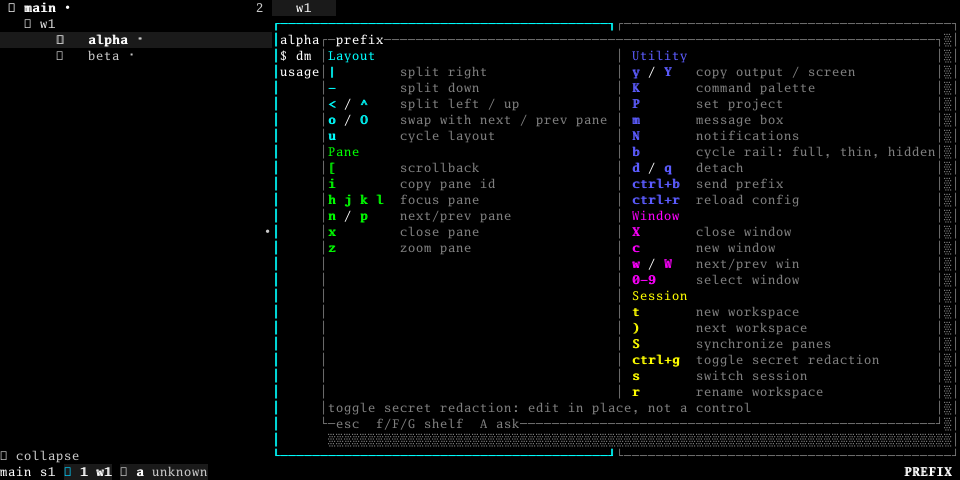 main • 2 w1
w1
alpha • alpha prefix
beta • $ dm Layout Utility
usage | split right y / Y copy output / screen
− split down K command palette
< / ^ split left / up P set project
o / O swap with next / prev pane m message box
u cycle layout N notifications
Pane b cycle rail: full, thin, hidden
[ scrollback d / q detach
i copy pane id ctrl+b send prefix
h j k l focus pane ctrl+r reload config
n / p next/prev pane Window
x close pane X close window
z zoom pane c new window
w / W next/prev win
0−9 select window
Session
t new workspace
) next workspace
S synchronize panes
ctrl+g toggle secret redaction
s switch session
r rename workspace
toggle secret redaction: edit in place, not a control
esc f/F/G shelf A ask
collapse
main s1 1 w1 a unknown PREFIX